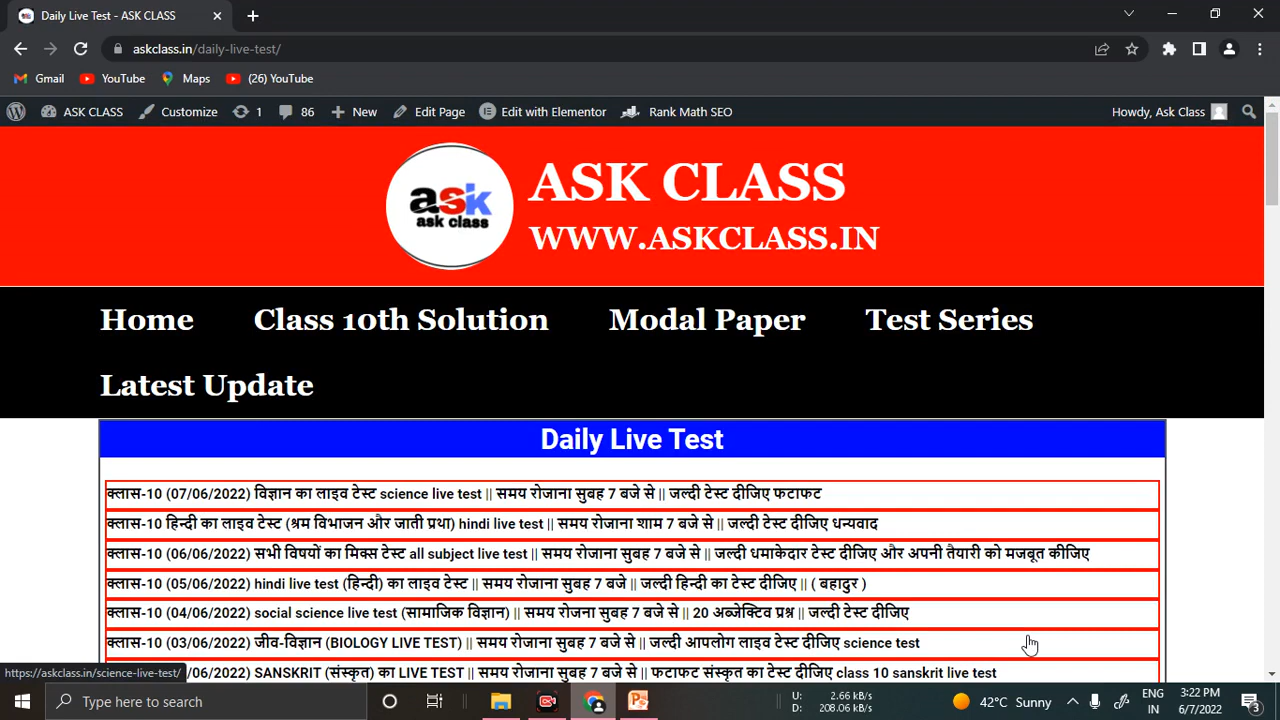 Daily Live Test - ASK CLASS
askclass.in/daily-live-test/
Gmail YouTube Maps (26) YouTube
ASK CLASS Customize 1 86 New Edit Page Edit with Elementor Rank Math SEO Howdy, Ask Class
ask
ask class
ASK CLASS
WWW.ASKCLASS.IN
Home Class 10th Solution Modal Paper Test Series
Latest Update
Daily Live Test
क्लास-10 (07/06/2022) विज्ञान का लाइव टेस्ट science live test || समय रोजाना सुबह 7 बजे से || जल्दी टेस्ट दीजिए फटाफट
क्लास-10 हिन्दी का लाइव टेस्ट (श्रम विभाजन और जाती प्रथा) hindi live test || समय रोजाना शाम 7 बजे से || जल्दी टेस्ट दीजिए धन्यवाद
क्लास-10 (06/06/2022) सभी विषयों का मिक्स टेस्ट all subject live test || समय रोजाना सुबह 7 बजे से || जल्दी धमाकेदार टेस्ट दीजिए और अपनी तैयारी को मजबूत कीजिए
क्लास-10 (05/06/2022) hindi live test (हिन्दी) का लाइव टेस्ट || समय रोजाना सुबह 7 बजे || जल्दी हिन्दी का टेस्ट दीजिए || ( बहादुर )
क्लास-10 (04/06/2022) social science live test (सामाजिक विज्ञान) || समय रोजना सुबह 7 बजे से || 20 अब्जेक्टिव प्रश्न || जल्दी टेस्ट दीजिए
क्लास-10 (03/06/2022) जीव-विज्ञान (BIOLOGY LIVE TEST) || समय रोजाना सुबह 7 बजे से || जल्दी आपलोग लाइव टेस्ट दीजिए science test
https://askclass.in/science-live-test/ /06/2022) SANSKRIT (संस्कृत) का LIVE TEST || समय रोजाना सुबह 7 बजे से || फटाफट संस्कृत का टेस्ट दीजिए class 10 sanskrit live test
Type here to search
U: 2.66 kB/s
D: 208.06 kB/s
42°C Sunny
ENG
IN
3:22 PM
6/7/2022
3